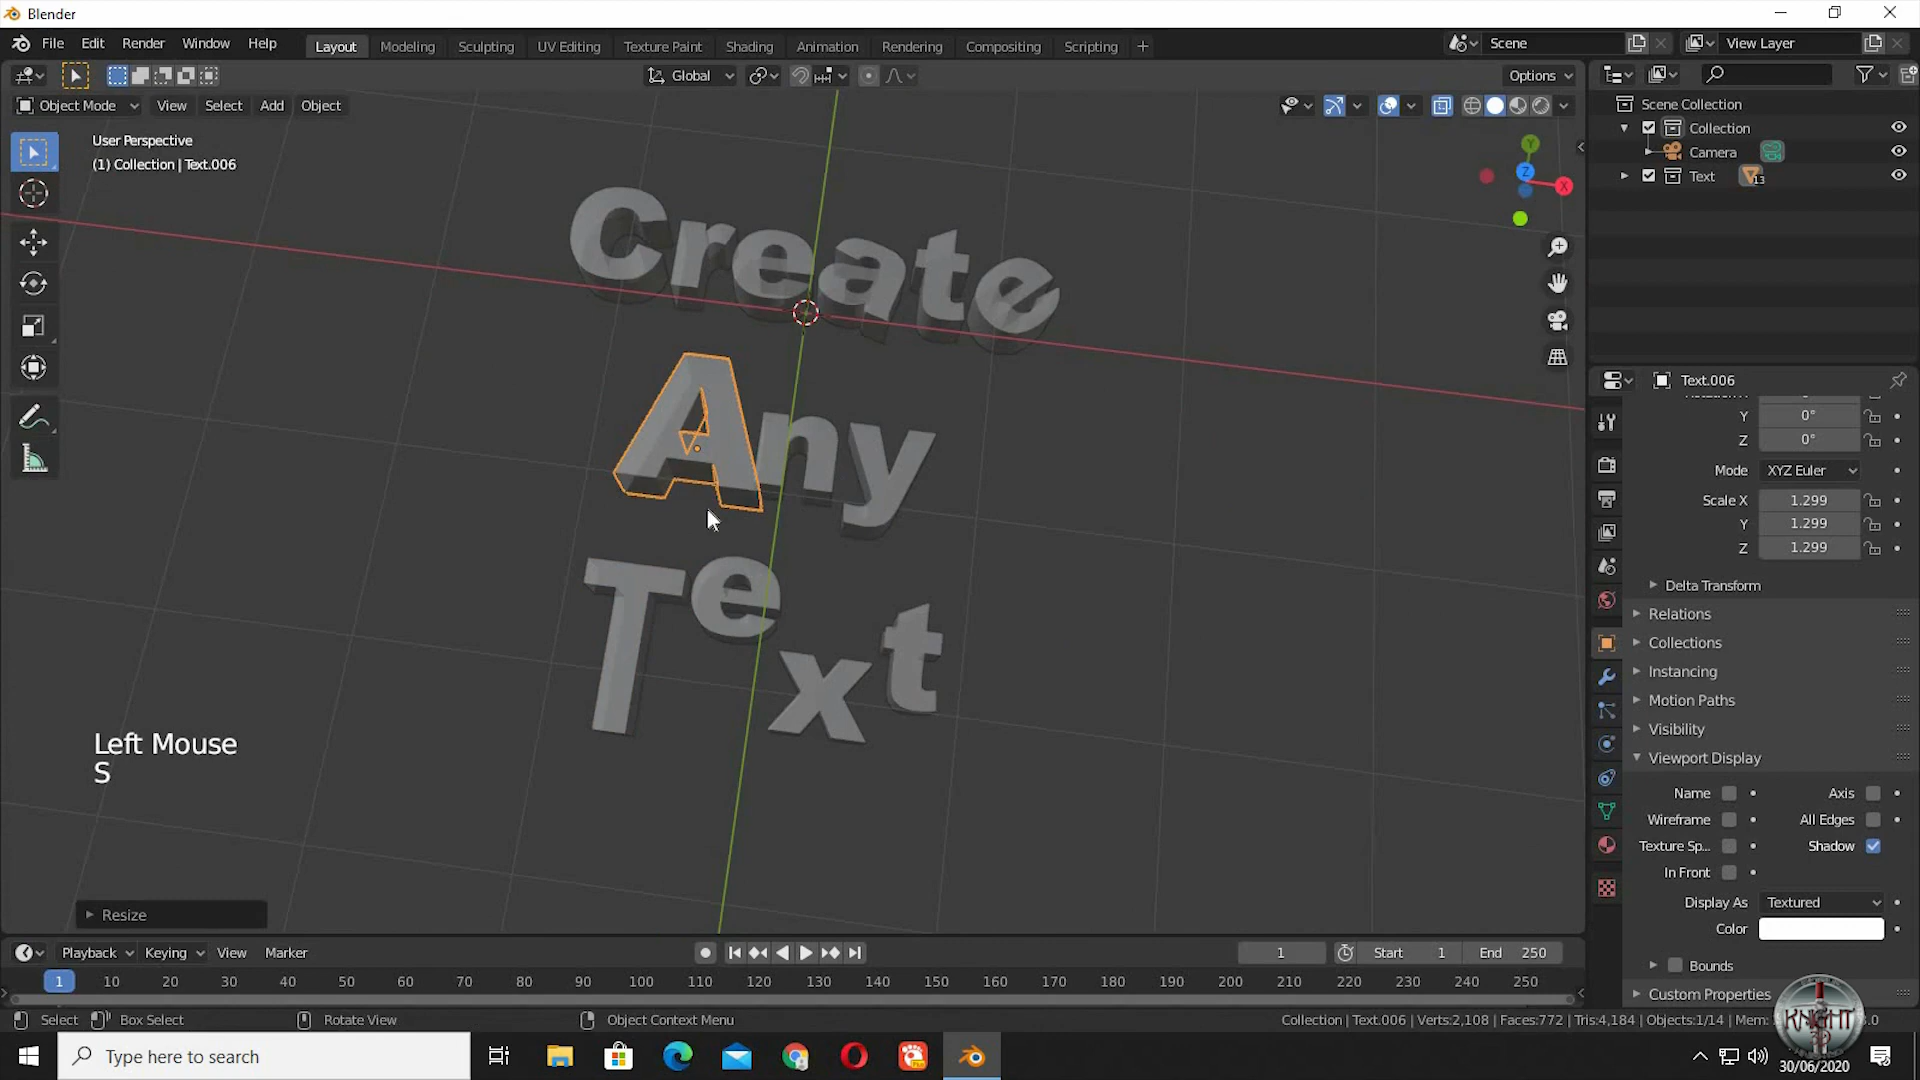 Blender
File Edit Render Window Help Layout Modeling Sculpting UV Editing Texture Paint Shading Animation Rendering Compositing Scripting + Scene View Layer
Global Options
Object Mode View Select Add Object
User Perspective
(1) Collection | Text.006
Create
Any
Text
Left Mouse
S
Resize
Y
Z
X
Scene Collection
Collection
Camera
Text 13
Text.006
Y 0°
Z 0°
Mode XYZ Euler
Scale X 1.299
Y 1.299
Z 1.299
Delta Transform
Relations
Collections
Instancing
Motion Paths
Visibility
Viewport Display
Name Axis
Wireframe All Edges
Texture Sp... Shadow
In Front
Display As Textured
Color
Bounds
Custom Properties
Playback Keying View Marker 1 Start 1 End 250
1 10 20 30 40 50 60 70 80 90 100 110 120 130 140 150 160 170 180 190 200 210 220 230 240 250
Select Box Select Rotate View Object Context Menu Collection | Text.006 | Verts:2,108 | Faces:772 | Tris:4,184 | Objects:1/14 | Mem:
KNIGHT
3D
Type here to search
30/06/2020